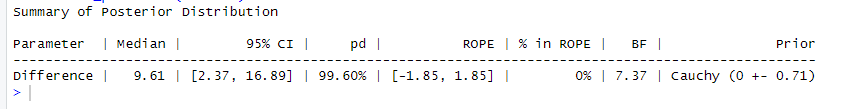 Summary of Posterior Distribution
Parameter | Median | 95% CI | pd | ROPE | % in ROPE | BF | Prior
-----------------------------------------------------------------------------------------------
Difference | 9.61 | [2.37, 16.89] | 99.60% | [-1.85, 1.85] | 0% | 7.37 | Cauchy (0 +- 0.71)
>